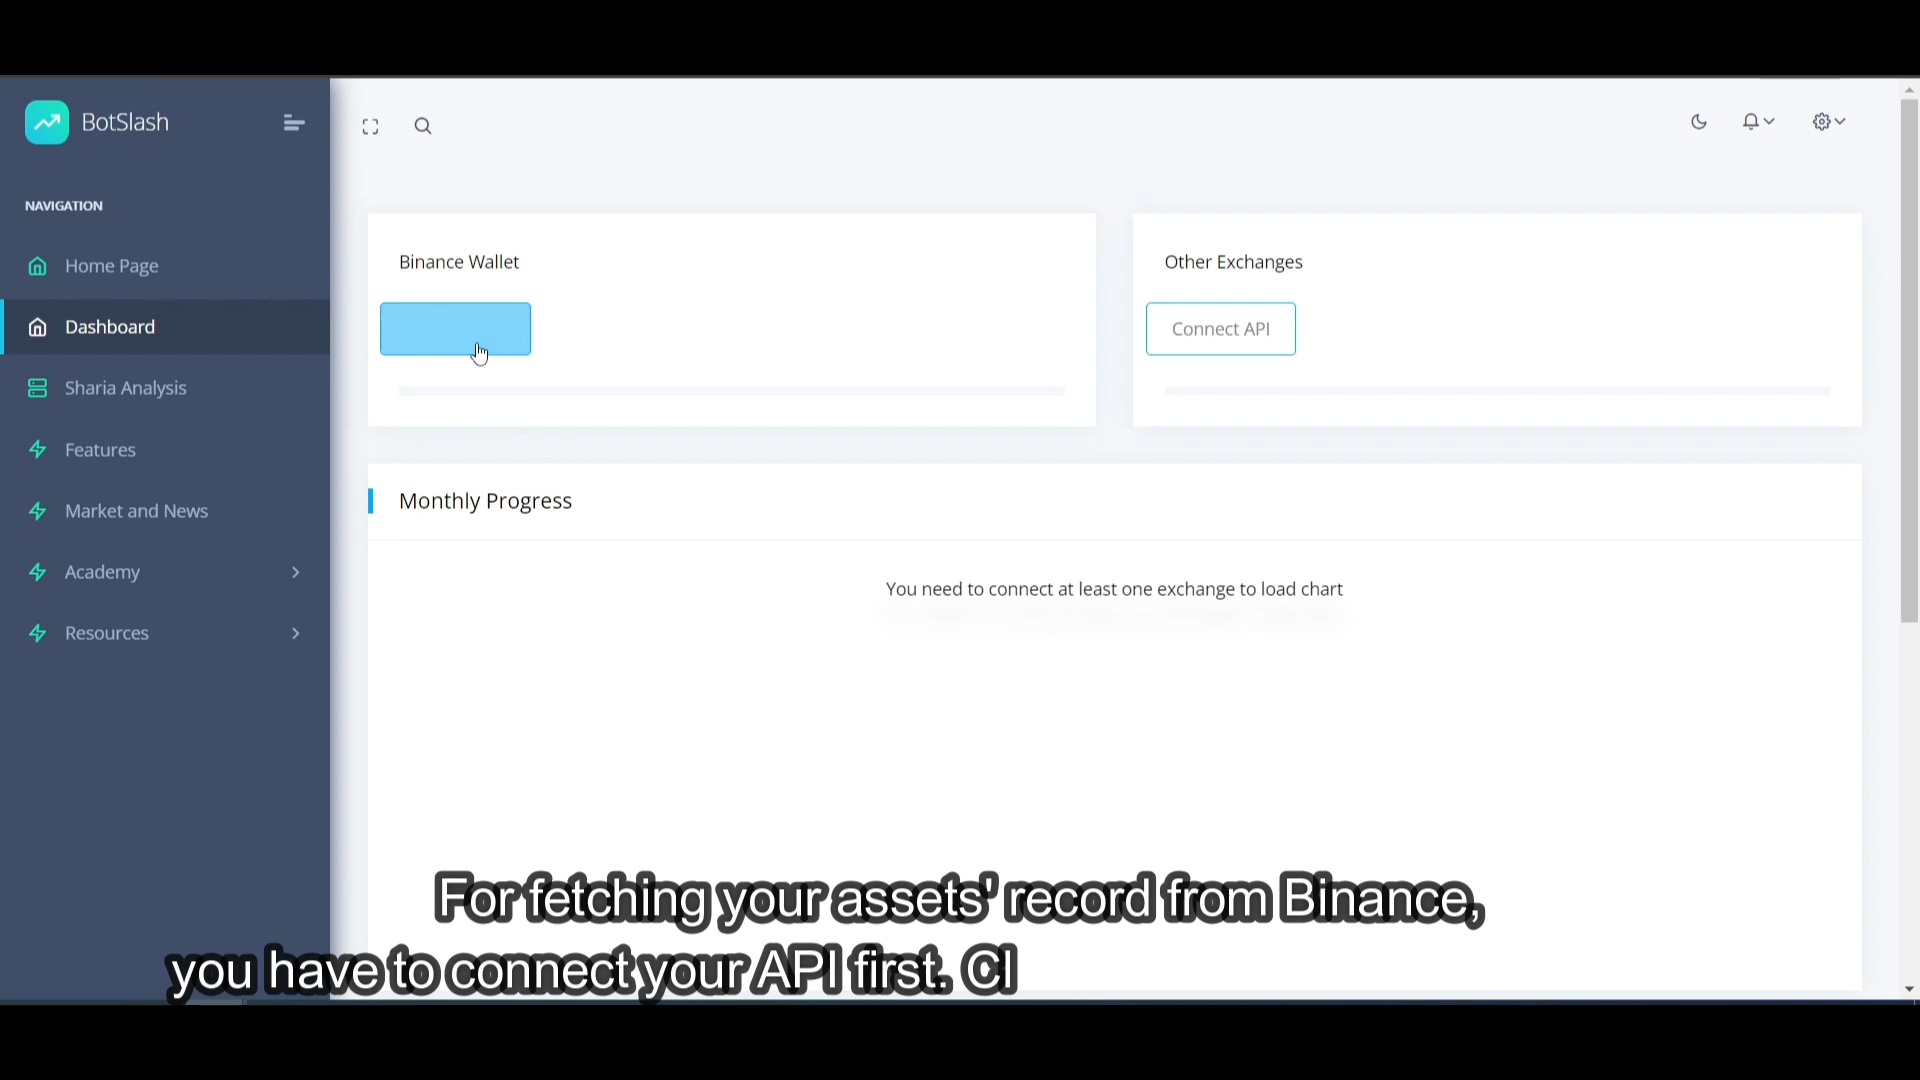 BotSlash
NAVIGATION
Home Page
Dashboard
Sharia Analysis
Features
Market and News
Academy
Resources
Binance Wallet
Other Exchanges
Connect API
Monthly Progress
You need to connect at least one exchange to load chart
For fetching your assets' record from Binance,
you have to connect your API first. Cl